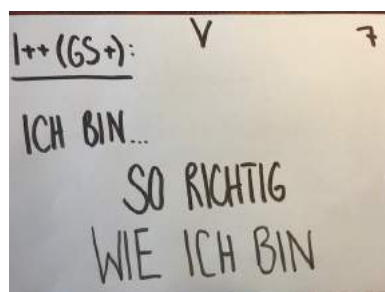 I++ (GS+): V 7
ICH BIN...
SO RICHTIG
WIE ICH BIN